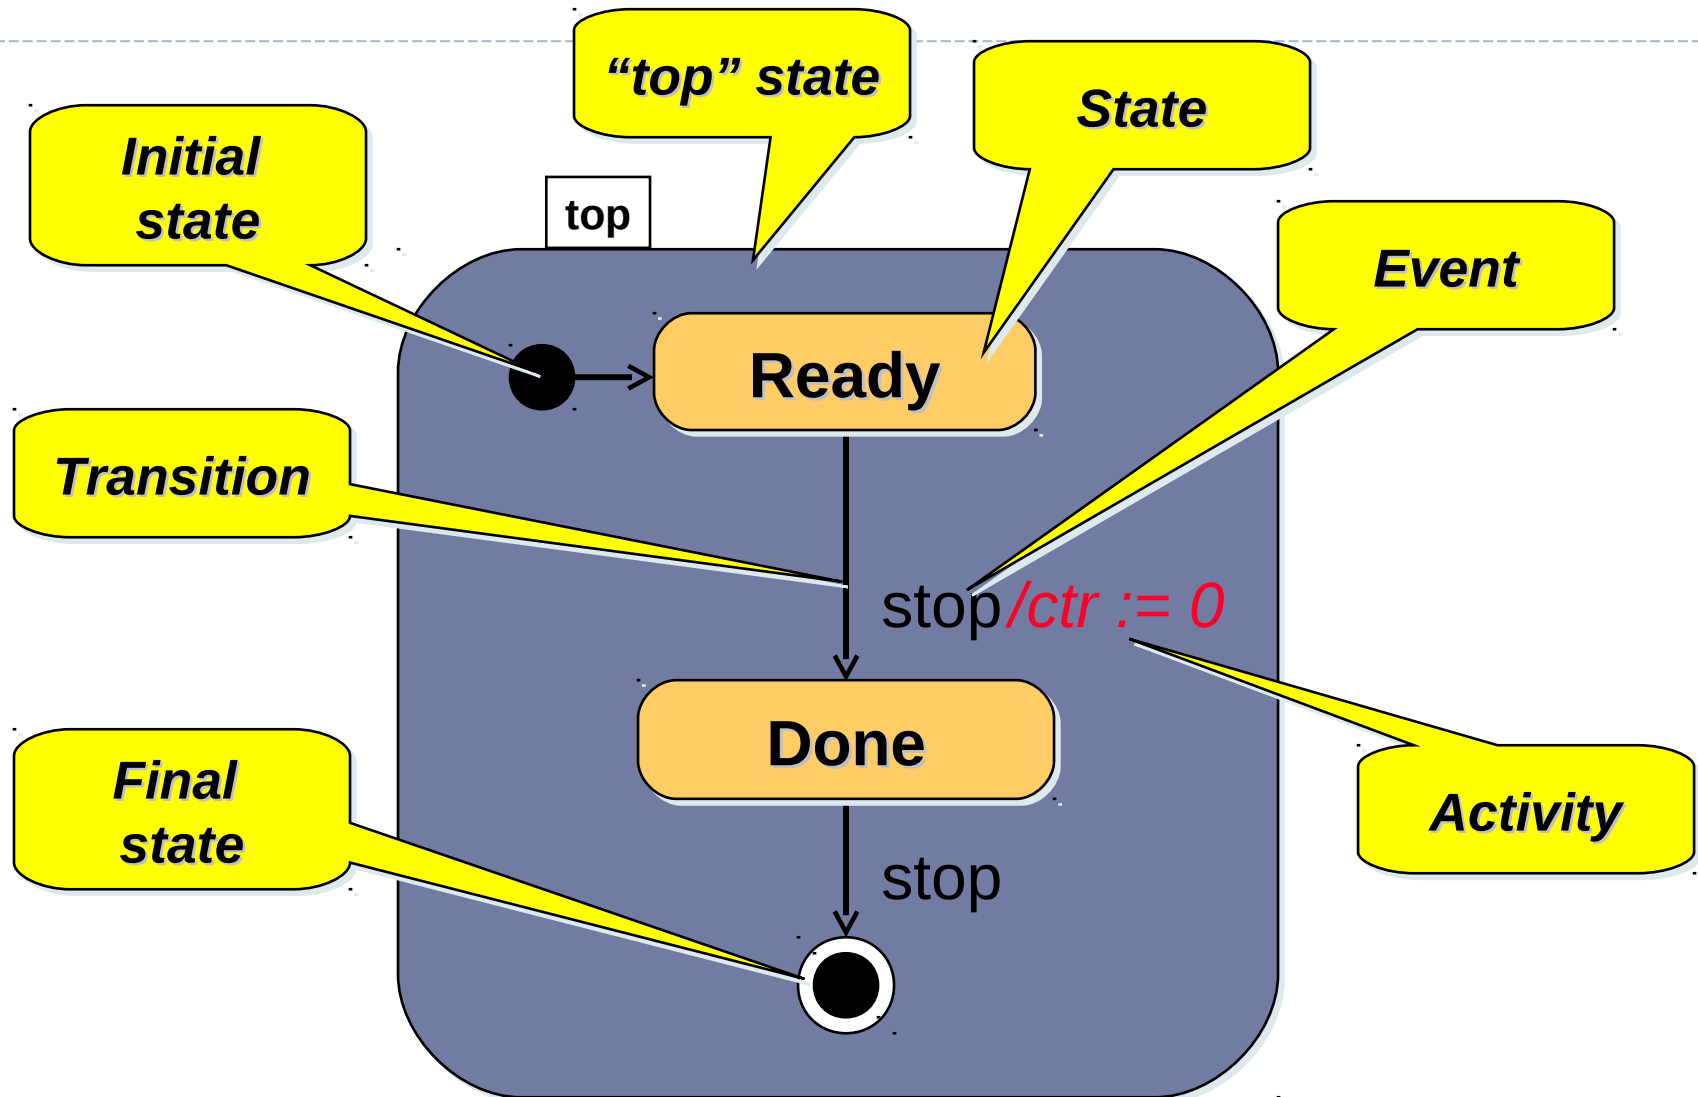 “top” state
State
Initial
state
top
Event
Ready
Transition
stop/ctr := 0
Done
Final
state
Activity
stop